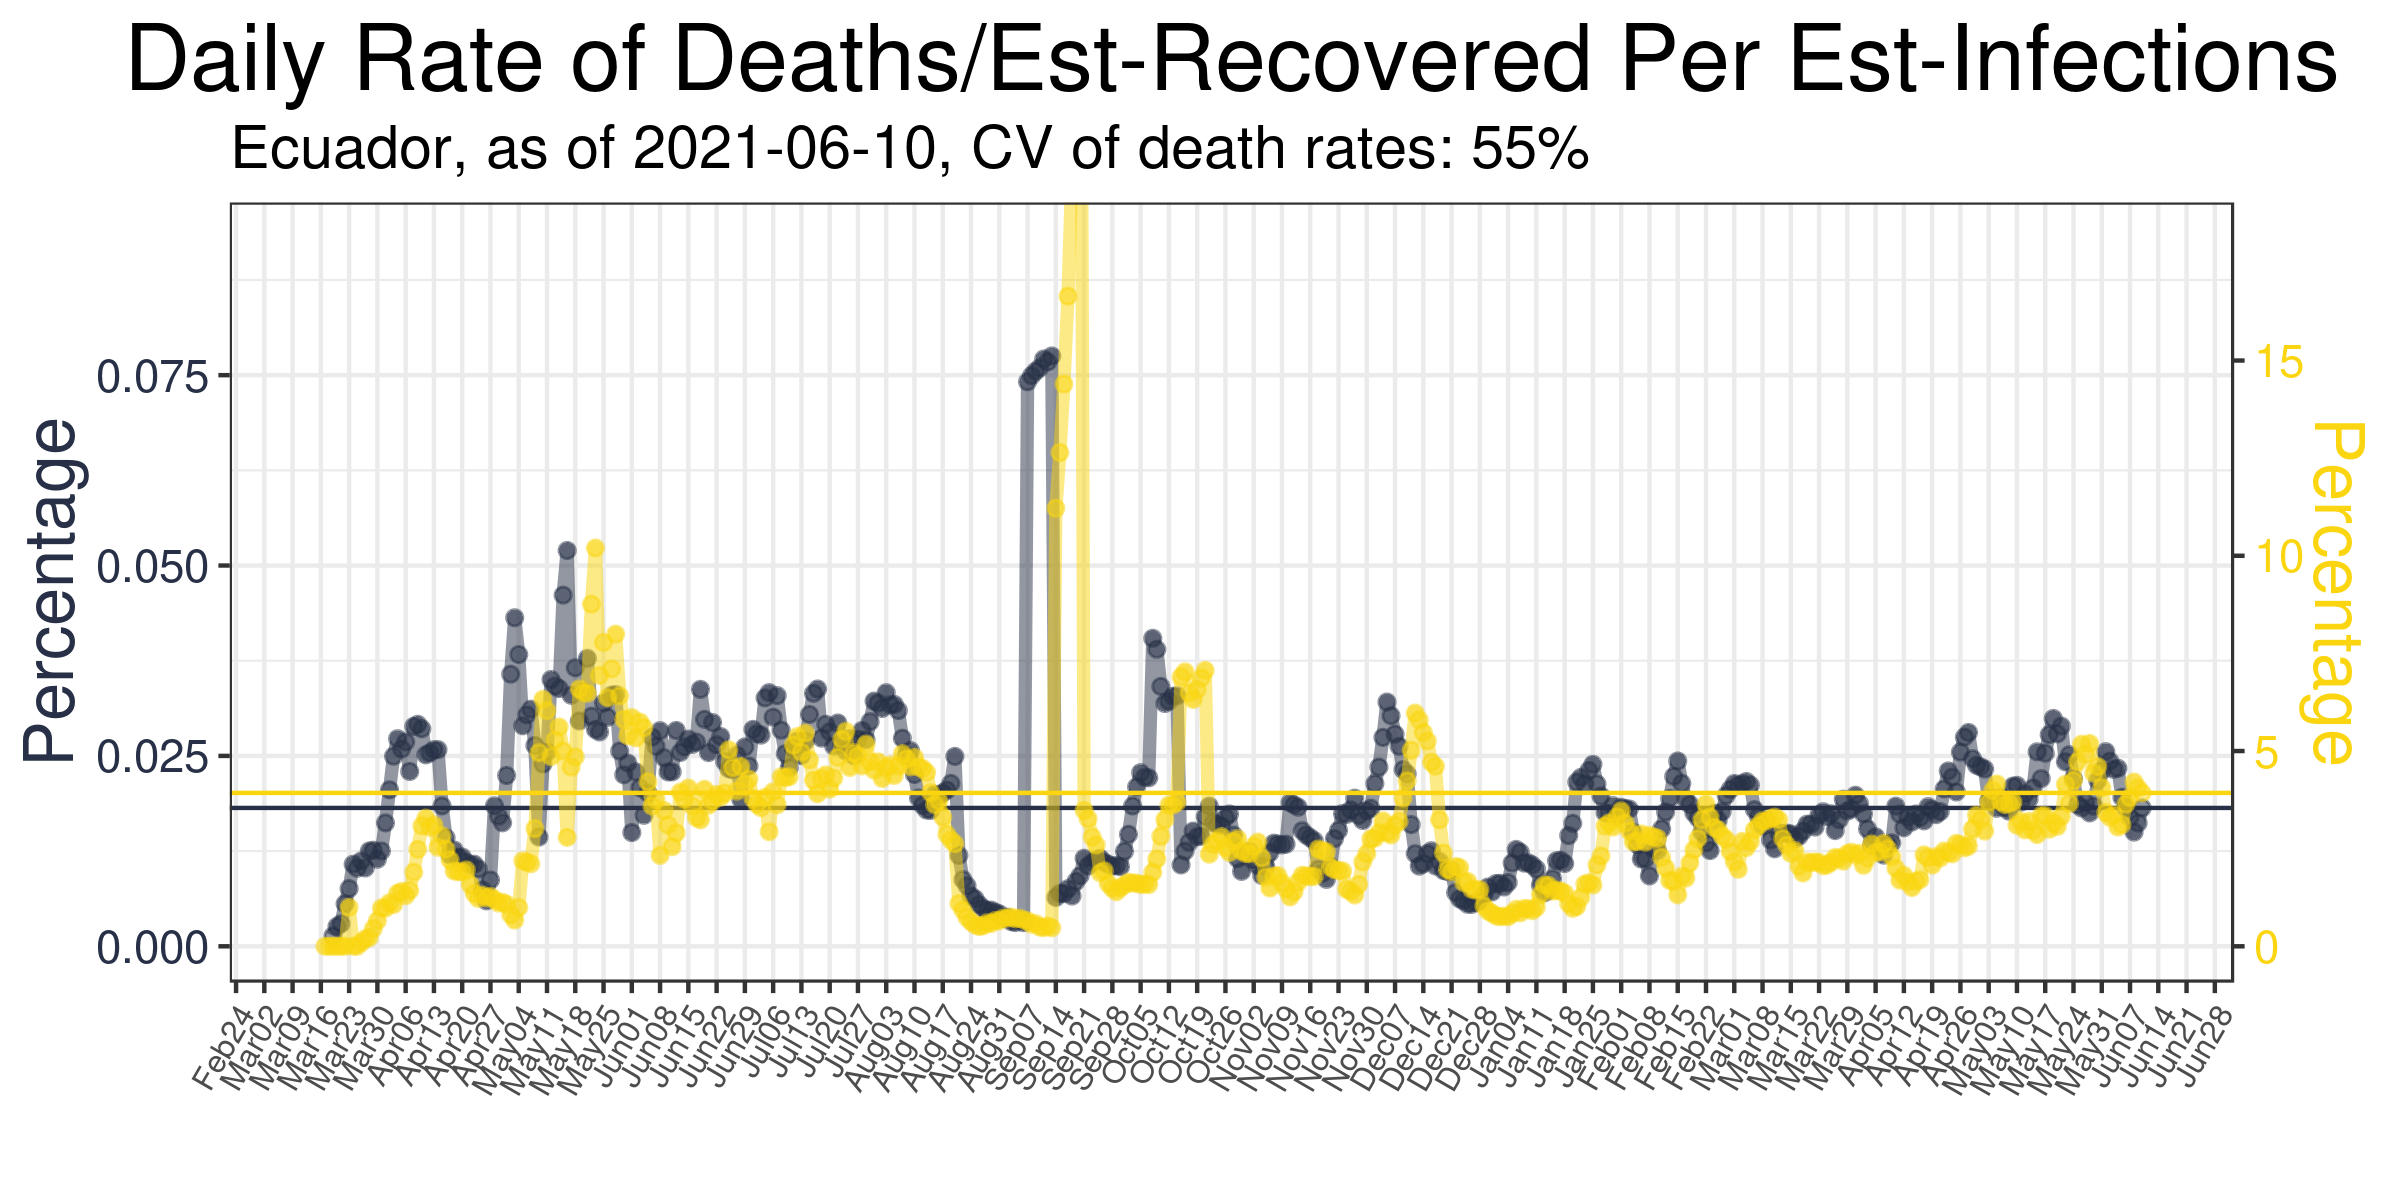 Daily Rate of Deaths/Est-Recovered Per Est-Infections
Ecuador, as of 2021-06-10, CV of death rates: 55%
Percentage
0.075
0.050
0.025
0.000
15
10
5
0
Percentage
Feb24
Mar02
Mar09
Mar16
Mar23
Mar30
Apr06
Apr13
Apr20
Apr27
May04
May11
May18
May25
Jun01
Jun08
Jun15
Jun22
Jun29
Jul06
Jul13
Jul20
Jul27
Aug03
Aug10
Aug17
Aug24
Aug31
Sep07
Sep14
Sep21
Sep28
Oct05
Oct12
Oct19
Oct26
Nov02
Nov09
Nov16
Nov23
Nov30
Dec07
Dec14
Dec21
Dec28
Jan04
Jan11
Jan18
Jan25
Feb01
Feb08
Feb15
Feb22
Mar01
Mar08
Mar15
Mar22
Mar29
Apr05
Apr12
Apr19
Apr26
May03
May10
May17
May24
May31
Jun07
Jun14
Jun21
Jun28